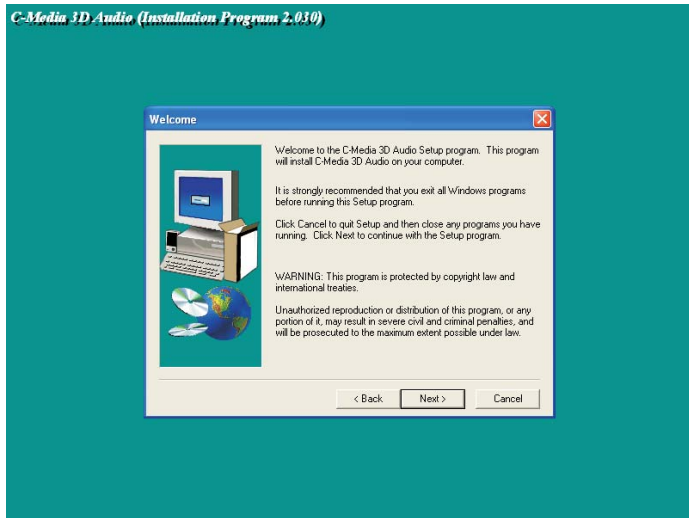 C-Media 3D Audio (Installation Program 2.030)
Welcome
Welcome to the C-Media 3D Audio Setup program. This program
will install C-Media 3D Audio on your computer.
It is strongly recommended that you exit all Windows programs
before running this Setup program.
Click Cancel to quit Setup and then close any programs you have
running. Click Next to continue with the Setup program.
WARNING: This program is protected by copyright law and
international treaties.
Unauthorized reproduction or distribution of this program, or any
portion of it, may result in severe civil and criminal penalties, and
will be prosecuted to the maximum extent possible under law.
< Back Next > Cancel